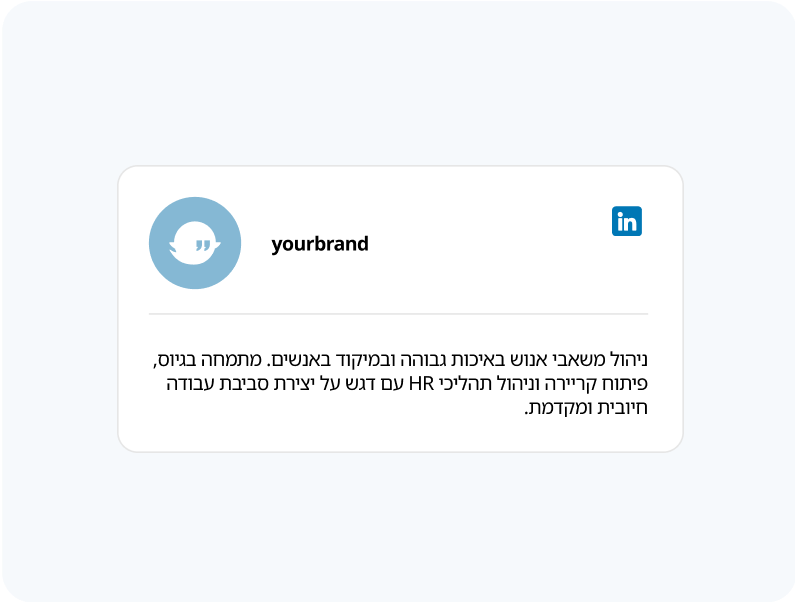 yourbrand
in
ניהול משאבי אנוש באיכות גבוהה ובמיקוד באנשים. מתמחה בגיוס,
פיתוח קריירה וניהול תהליכי HR עם דגש על יצירת סביבת עבודה
חיובית ומקדמת.